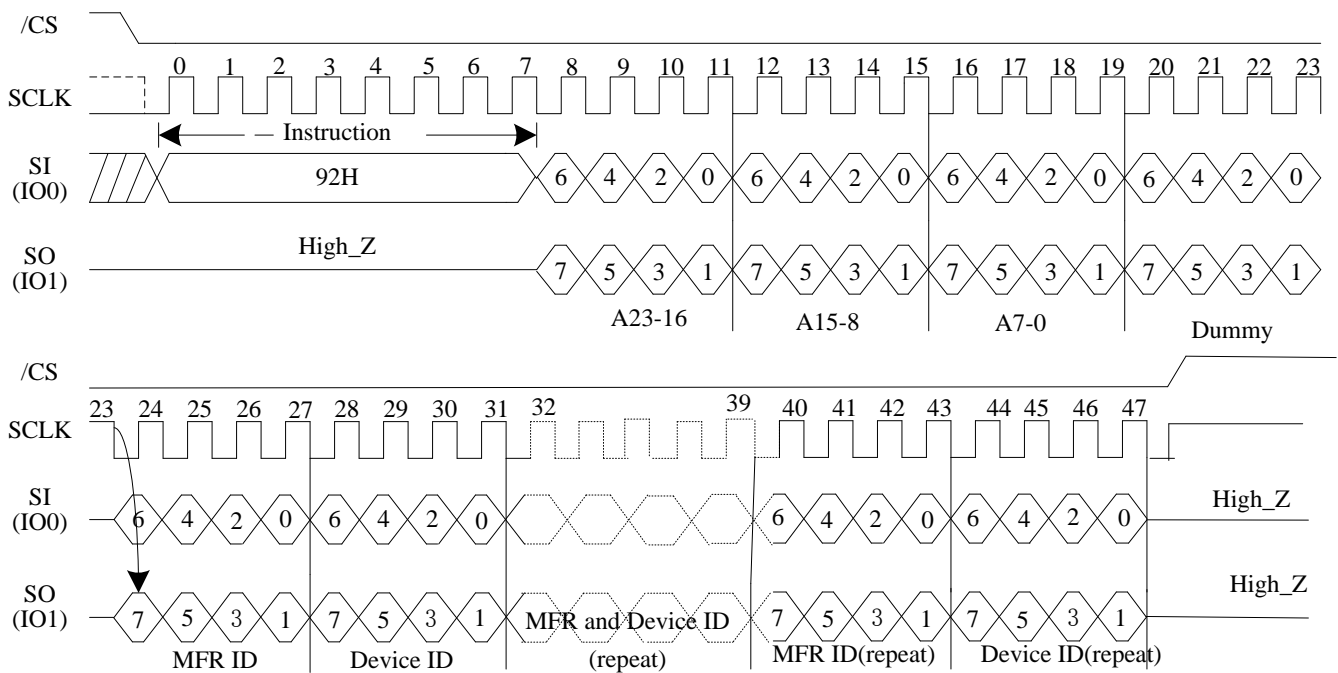 /CS
0 1 2 3 4 5 6 7 8 9 10 11 12 13 14 15 16 17 18 19 20 21 22 23
SCLK
Instruction
SI
(IO0)
92H
6 4 2 0 6 4 2 0 6 4 2 0 6 4 2 0
SO
(IO1)
High_Z
7 5 3 1 7 5 3 1 7 5 3 1 7 5 3 1
A23-16 A15-8 A7-0 Dummy
/CS
23 24 25 26 27 28 29 30 31 32 39 40 41 42 43 44 45 46 47
SCLK
SI
(IO0)
6 4 2 0 6 4 2 0 6 4 2 0 6 4 2 0
High_Z
SO
(IO1)
7 5 3 1 7 5 3 1 MFR and Device ID 7 5 3 1 7 5 3 1
High_Z
MFR ID Device ID (repeat) MFR ID(repeat) Device ID(repeat)